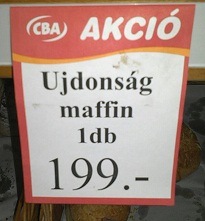 CBA AKCIÓ
Ujdonság
maffin
1db
199.-